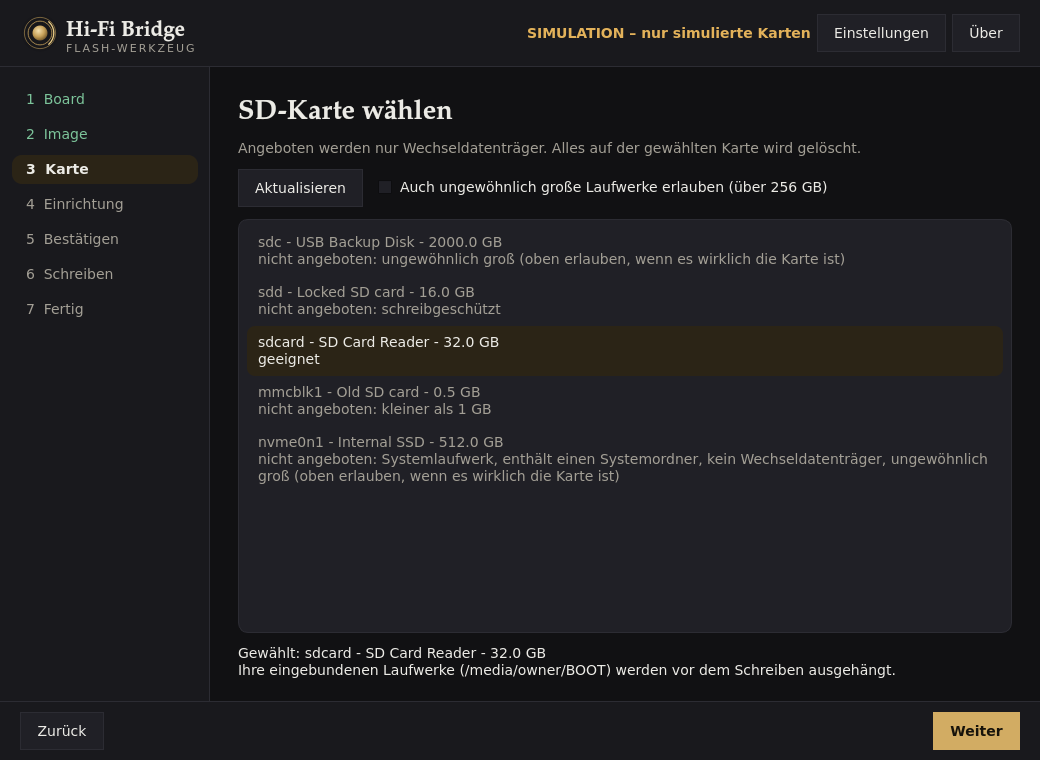 Hi-Fi Bridge
FLASH-WERKZEUG
SIMULATION – nur simulierte Karten
Einstellungen
Über
1 Board
2 Image
3 Karte
4 Einrichtung
5 Bestätigen
6 Schreiben
7 Fertig
SD-Karte wählen
Angeboten werden nur Wechseldatenträger. Alles auf der gewählten Karte wird gelöscht.
Aktualisieren
Auch ungewöhnlich große Laufwerke erlauben (über 256 GB)
sdc - USB Backup Disk - 2000.0 GB
nicht angeboten: ungewöhnlich groß (oben erlauben, wenn es wirklich die Karte ist)
sdd - Locked SD card - 16.0 GB
nicht angeboten: schreibgeschützt
sdcard - SD Card Reader - 32.0 GB
geeignet
mmcblk1 - Old SD card - 0.5 GB
nicht angeboten: kleiner als 1 GB
nvme0n1 - Internal SSD - 512.0 GB
nicht angeboten: Systemlaufwerk, enthält einen Systemordner, kein Wechseldatenträger, ungewöhnlich
groß (oben erlauben, wenn es wirklich die Karte ist)
Gewählt: sdcard - SD Card Reader - 32.0 GB
Ihre eingebundenen Laufwerke (/media/owner/BOOT) werden vor dem Schreiben ausgehängt.
Zurück
Weiter